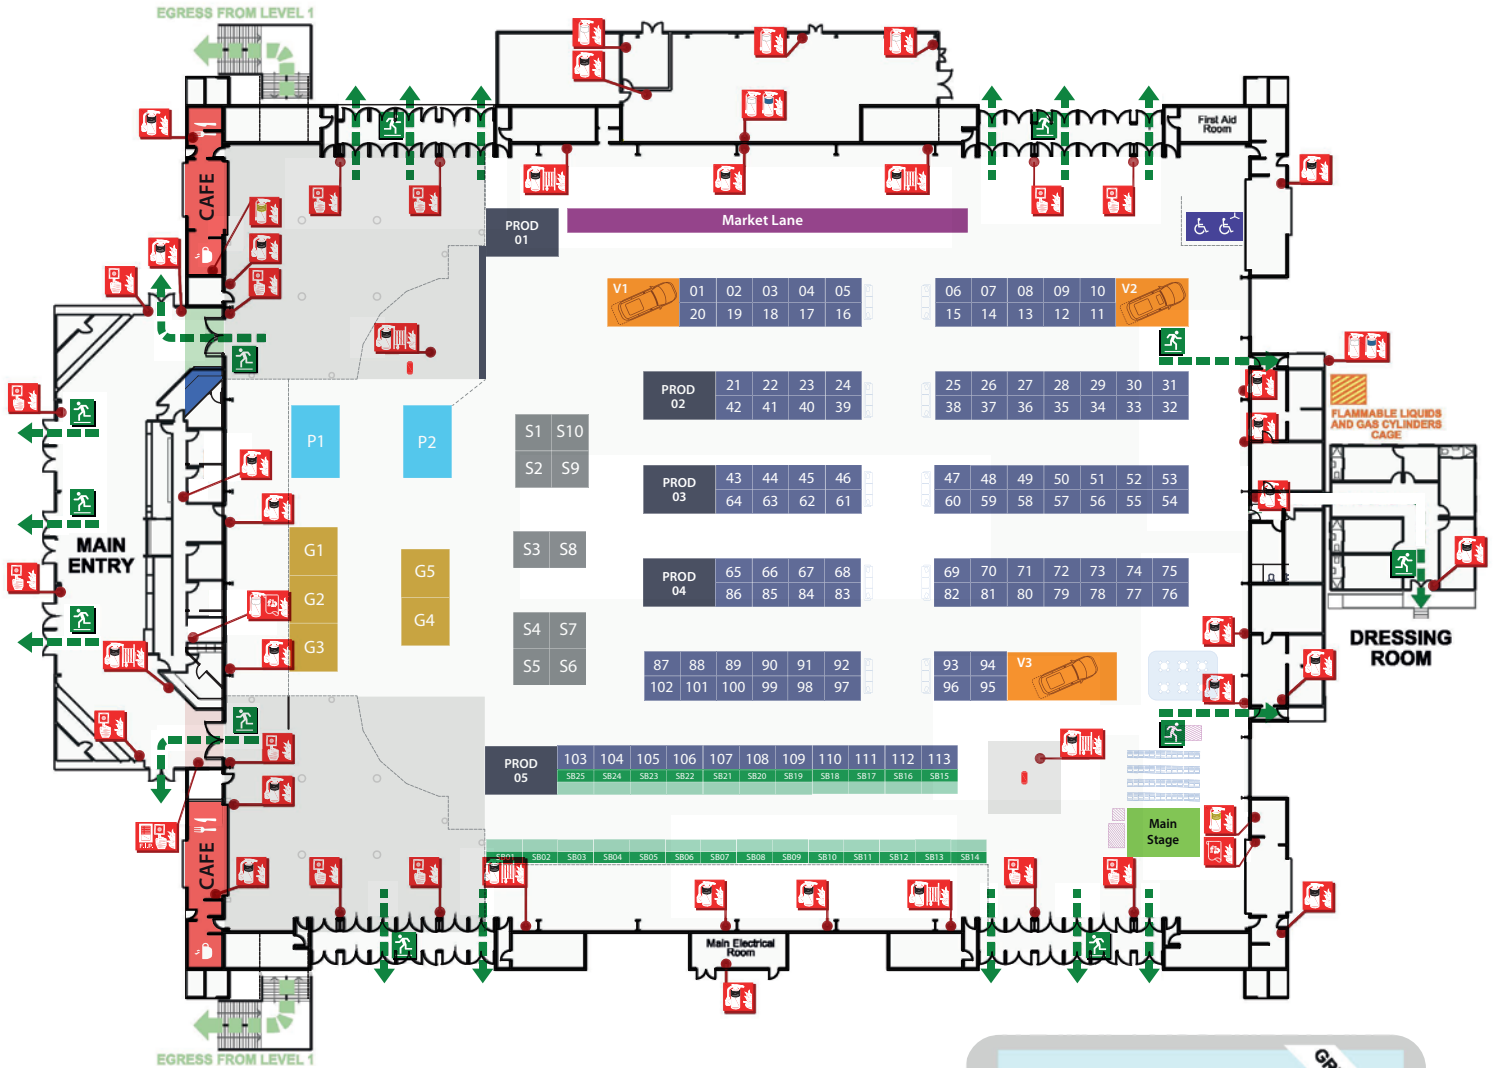 EGRESS FROM LEVEL 1
First Aid
Room
CAFE
PROD
01
Market Lane
V1
01 02 03 04 05
20 19 18 17 16
06 07 08 09 10
15 14 13 12 11
V2
PROD
02
21 22 23 24
42 41 40 39
25 26 27 28 29 30 31
38 37 36 35 34 33 32
FLAMMABLE LIQUIDS
AND GAS CYLINDERS
CAGE
P1
P2
S1 S10
S2 S9
PROD
03
43 44 45 46
64 63 62 61
47 48 49 50 51 52 53
60 59 58 57 56 55 54
MAIN
ENTRY
G1
G2
G3
G5
G4
S3 S8
PROD
04
65 66 67 68
86 85 84 83
69 70 71 72 73 74 75
82 81 80 79 78 77 76
S4 S7
S5 S6
87 88 89 90 91 92
102 101 100 99 98 97
93 94
96 95
V3
DRESSING
ROOM
PROD
05
103 104 105 106 107 108 109 110 111 112 113
SB25 SB24 SB23 SB22 SB21 SB20 SB19 SB18 SB17 SB16 SB15
Main
Stage
F.I.P.
CAFE
SB01 SB02 SB03 SB04 SB05 SB06 SB07 SB08 SB09 SB10 SB11 SB12 SB13 SB14
Main Electrical
Room
EGRESS FROM LEVEL 1